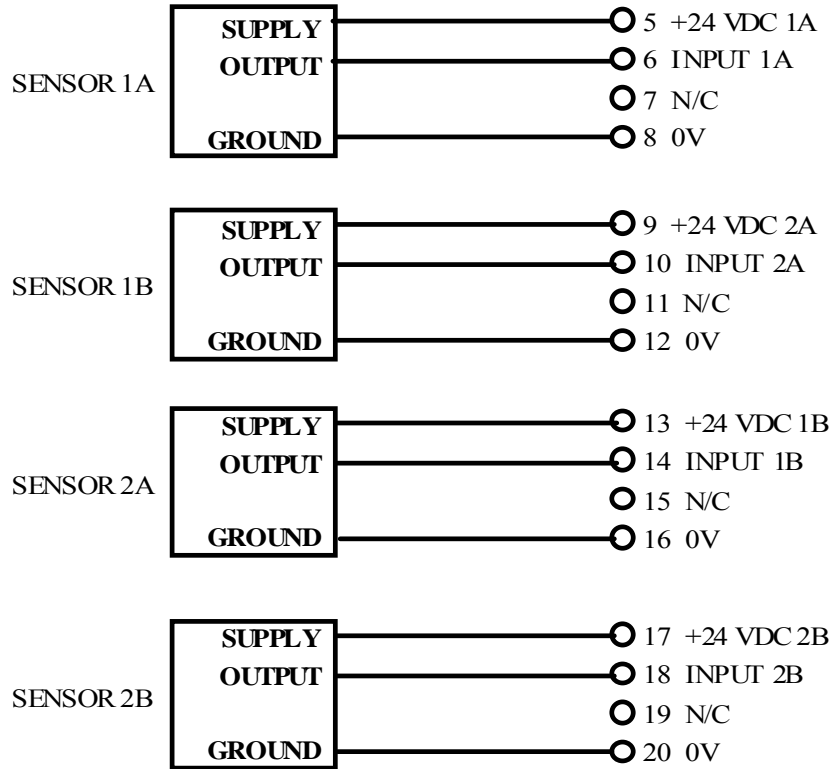 SUPPLY 5 +24 VDC 1A
OUTPUT 6 INPUT 1A
SENSOR 1A
7 N/C
GROUND 8 0V
SUPPLY 9 +24 VDC 2A
OUTPUT 10 INPUT 2A
SENSOR 1B
11 N/C
GROUND 12 0V
SUPPLY 13 +24 VDC 1B
OUTPUT 14 INPUT 1B
SENSOR 2A
15 N/C
GROUND 16 0V
SUPPLY 17 +24 VDC 2B
OUTPUT 18 INPUT 2B
SENSOR 2B
19 N/C
GROUND 20 0V